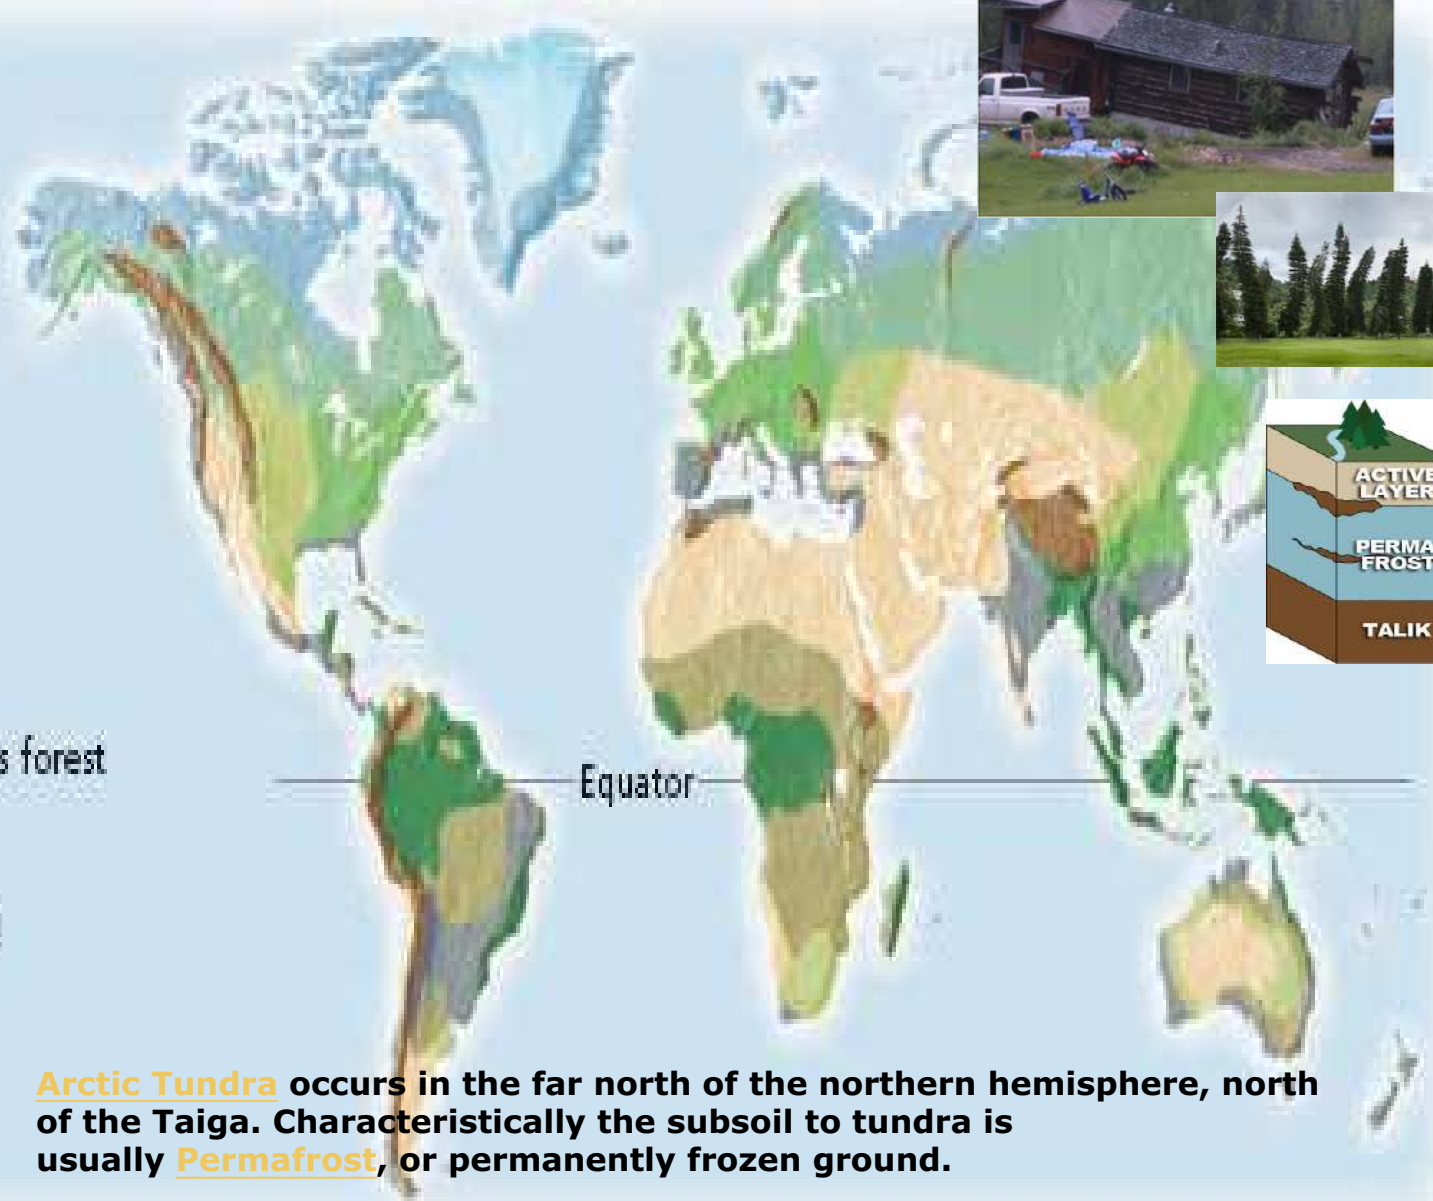 ACTIVE
LAYER
PERMA
FROST
TALIK
s forest
Equator
Arctic Tundra occurs in the far north of the northern hemisphere, north
of the Taiga. Characteristically the subsoil to tundra is
usually Permafrost, or permanently frozen ground.